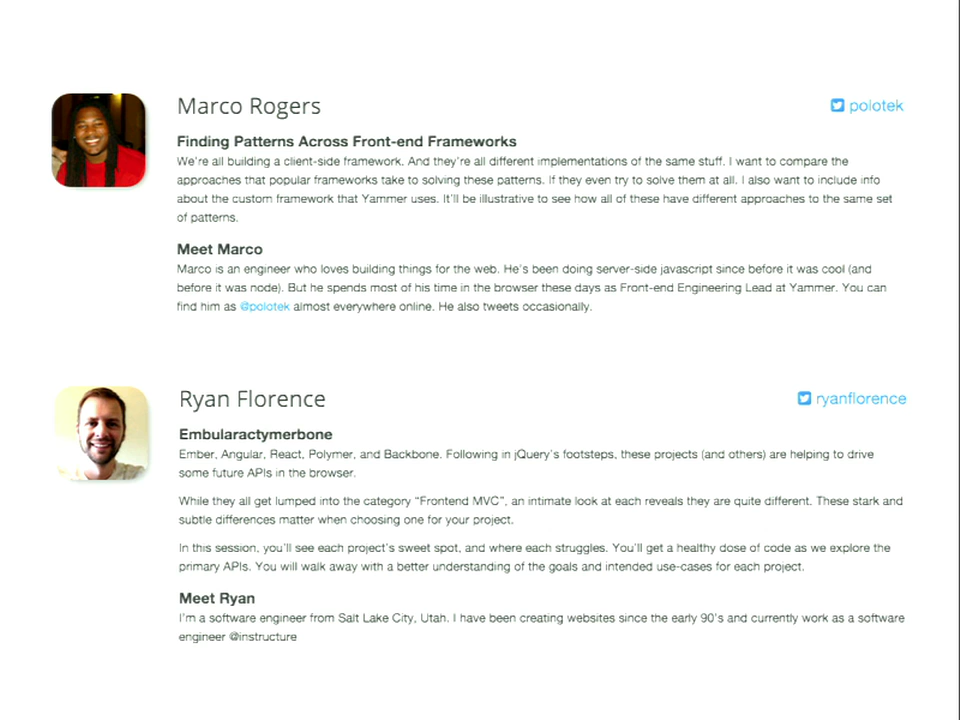 Marco Rogers
polotek
Finding Patterns Across Front-end Frameworks
We're all building a client-side framework. And they're all different implementations of the same stuff. I want to compare the
approaches that popular frameworks take to solving these patterns. If they even try to solve them at all. I also want to include info
about the custom framework that Yammer uses. It'll be illustrative to see how all of these have different approaches to the same set
of patterns.
Meet Marco
Marco is an engineer who loves building things for the web. He's been doing server-side javascript since before it was cool (and
before it was node). But he spends most of his time in the browser these days as Front-end Engineering Lead at Yammer. You can
find him as @polotek almost everywhere online. He also tweets occasionally.
Ryan Florence
ryanflorence
Embularactymerbone
Ember, Angular, React, Polymer, and Backbone. Following in jQuery's footsteps, these projects (and others) are helping to drive
some future APIs in the browser.
While they all get lumped into the category "Frontend MVC", an intimate look at each reveals they are quite different. These stark and
subtle differences matter when choosing one for your project.
In this session, you'll see each project's sweet spot, and where each struggles. You'll get a healthy dose of code as we explore the
primary APIs. You will walk away with a better understanding of the goals and intended use-cases for each project.
Meet Ryan
I'm a software engineer from Salt Lake City, Utah. I have been creating websites since the early 90's and currently work as a software
engineer @instructure